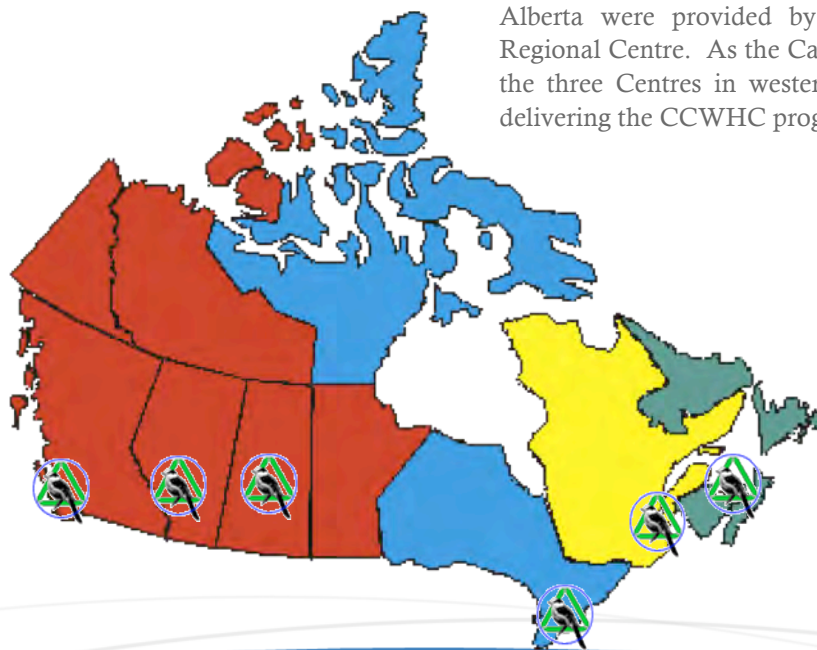 Alberta were provided by
Regional Centre. As the Ca
the three Centres in wester
delivering the CCWHC prog